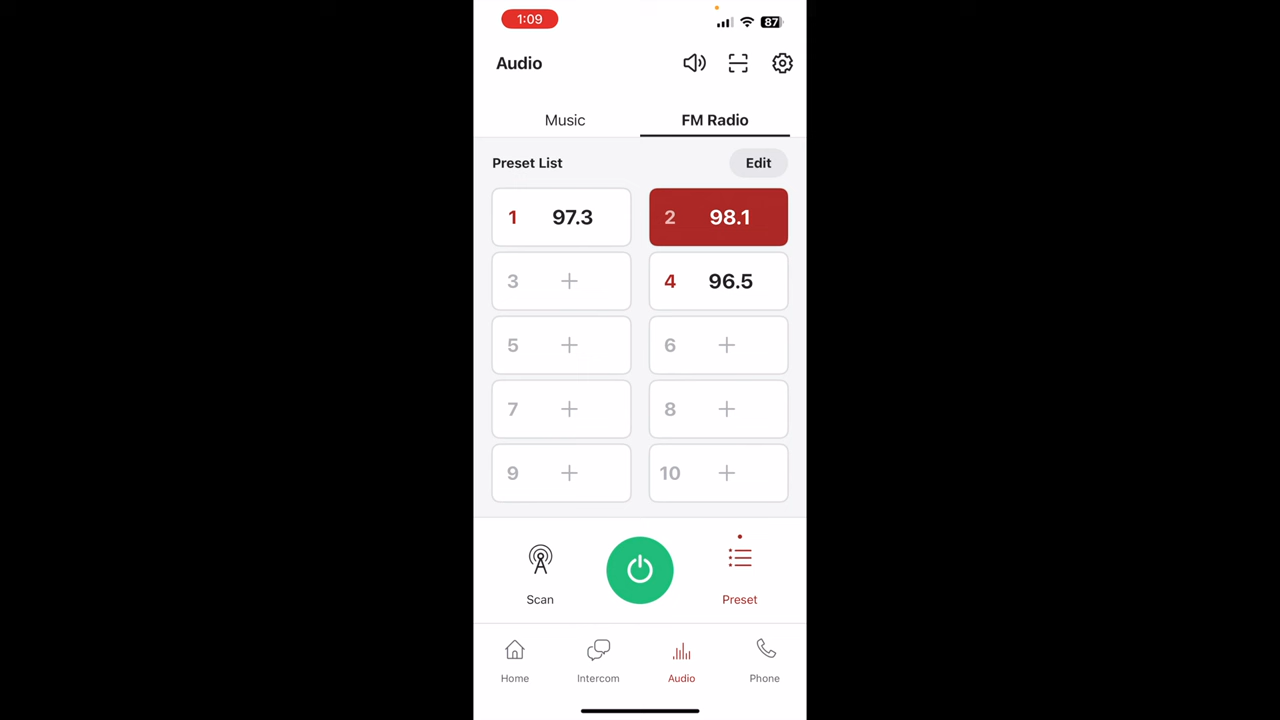 1:09
87
Audio
Music FM Radio
Preset List Edit
1 97.3 2 98.1
3 + 4 96.5
5 + 6 +
7 + 8 +
9 + 10 +
Scan Preset
Home Intercom Audio Phone